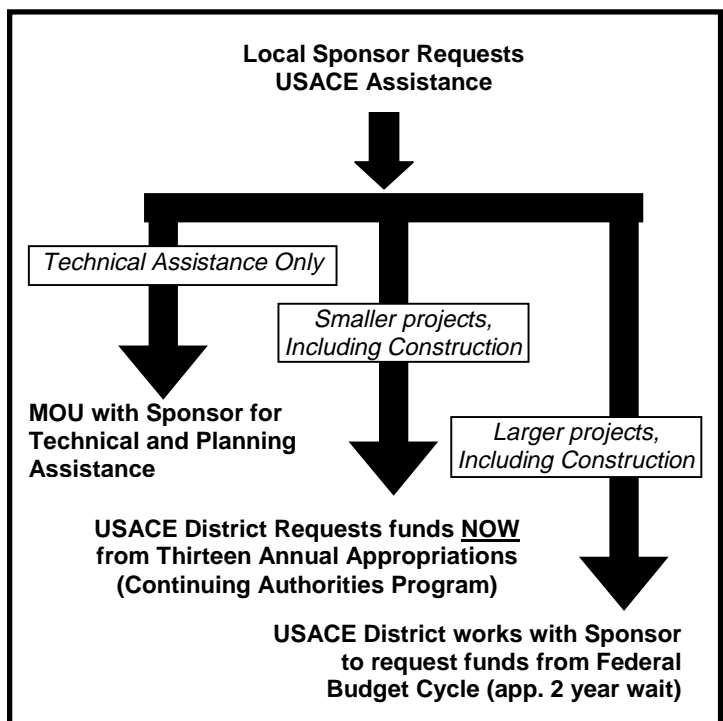 Local Sponsor Requests
USACE Assistance
Technical Assistance Only
Smaller projects,
Including Construction
MOU with Sponsor for
Technical and Planning
Assistance
Larger projects,
Including Construction
USACE District Requests funds NOW
from Thirteen Annual Appropriations
(Continuing Authorities Program)
USACE District works with Sponsor
to request funds from Federal
Budget Cycle (app. 2 year wait)